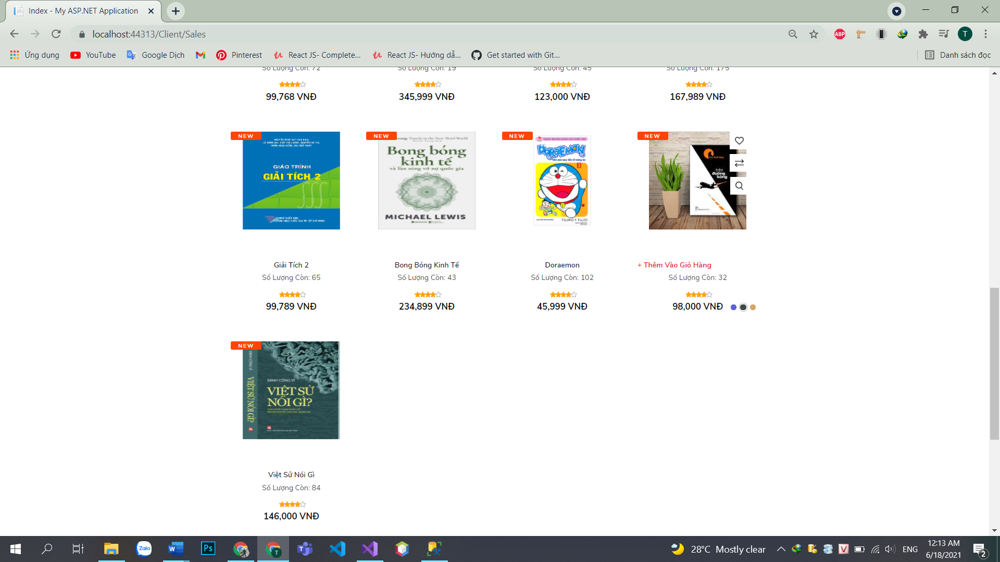 Index - My ASP.NET Application
localhost:44313/Client/Sales
ABP
T
Ứng dụng
YouTube
Google Dịch
Pinterest
React JS- Complete...
React JS- Hướng dẫ...
Get started with Git...
Danh sách đọc
Số Lượng Còn: 72
Số Lượng Còn: 19
Số Lượng Còn: 45
Số Lượng Còn: 175
99,768 VNĐ
345,999 VNĐ
123,000 VNĐ
167,989 VNĐ
NEW
NEW
NEW
NEW
GIÁO TRÌNH
GIẢI TÍCH 2
Bong bóng
kinh tế
và làn sóng vỡ nợ quốc gia
MICHAEL LEWIS
DORAEMON
3
FUJIKO F FUJIO
trên
đường
băng
Giải Tích 2
Bong Bóng Kinh Tế
Doraemon
+ Thêm Vào Giỏ Hàng
Số Lượng Còn: 65
Số Lượng Còn: 43
Số Lượng Còn: 102
Số Lượng Còn: 32
99,789 VNĐ
234,899 VNĐ
45,999 VNĐ
98,000 VNĐ
NEW
VIỆT SỬ NÓI GÌ?
ĐINH CÔNG VĨ
VIỆT SỬ
NÓI GÌ?
Việt Sử Nói Gì
Số Lượng Còn: 84
146,000 VNĐ
Zalo
W
Ps
T
28°C Mostly clear
V
ENG
12:13 AM
6/18/2021
2